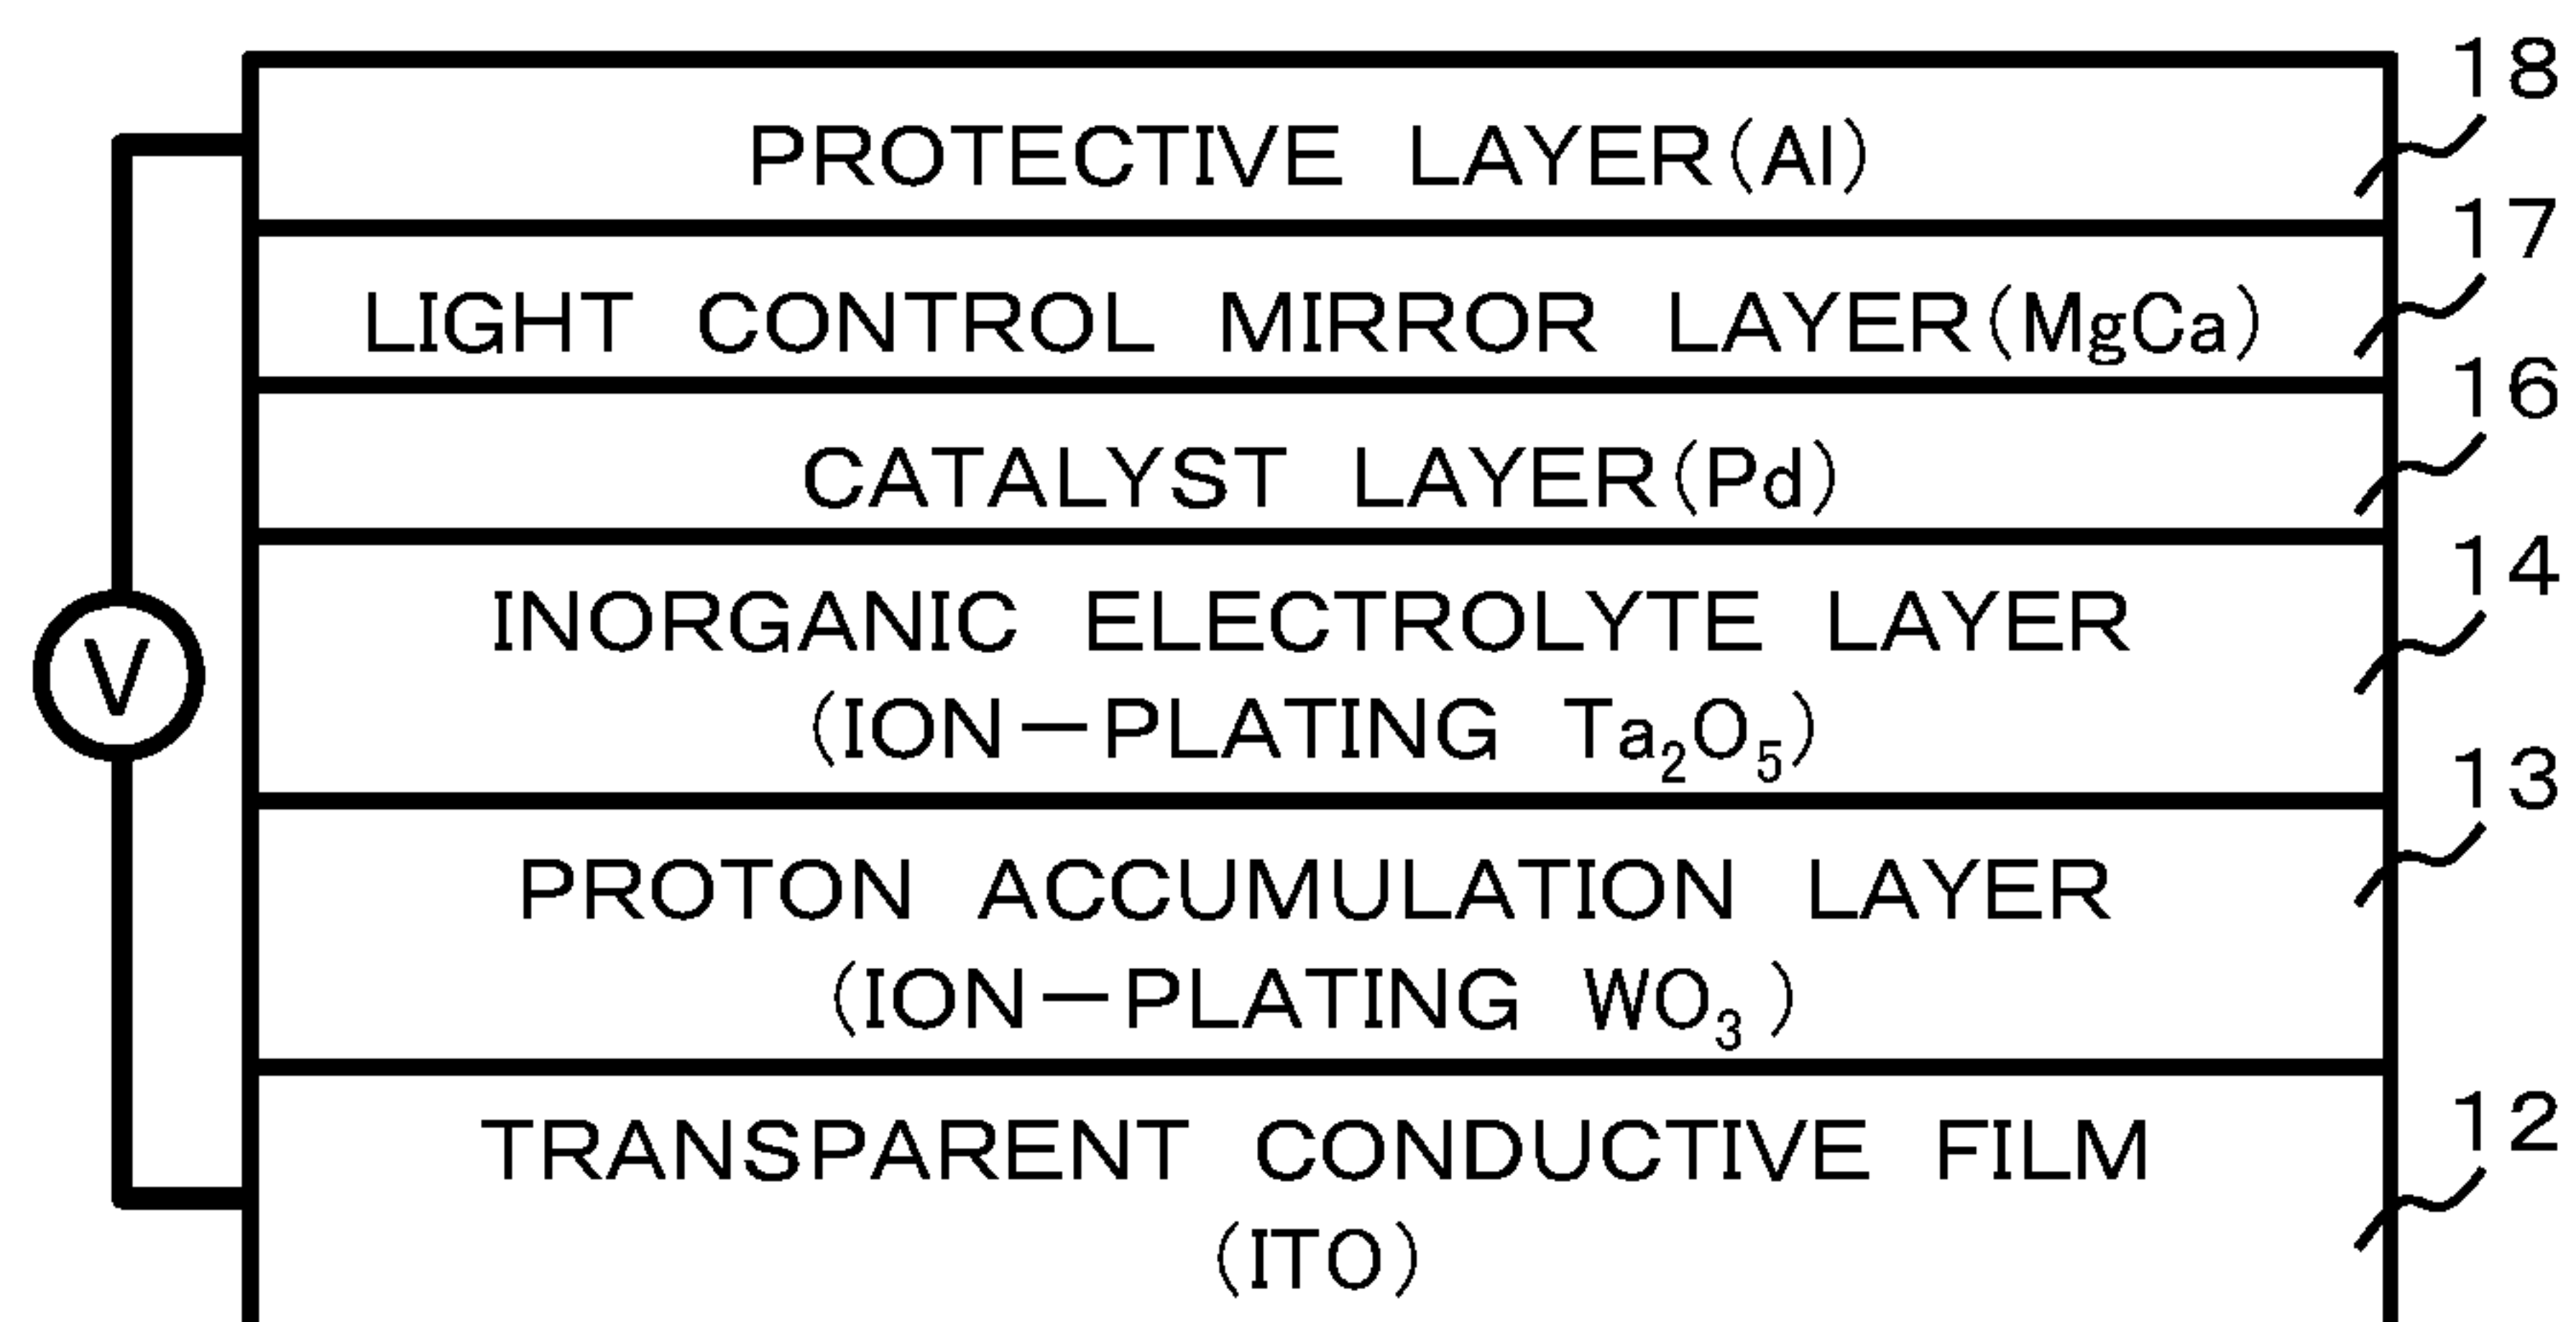 18
PROTECTIVE LAYER(Al)
17
LIGHT CONTROL MIRROR LAYER(MgCa)
16
CATALYST LAYER(Pd)
14
INORGANIC ELECTROLYTE LAYER
(ION-PLATING Ta₂O₅)
13
PROTON ACCUMULATION LAYER
(ION-PLATING WO₃)
12
TRANSPARENT CONDUCTIVE FILM
(ITO)
V